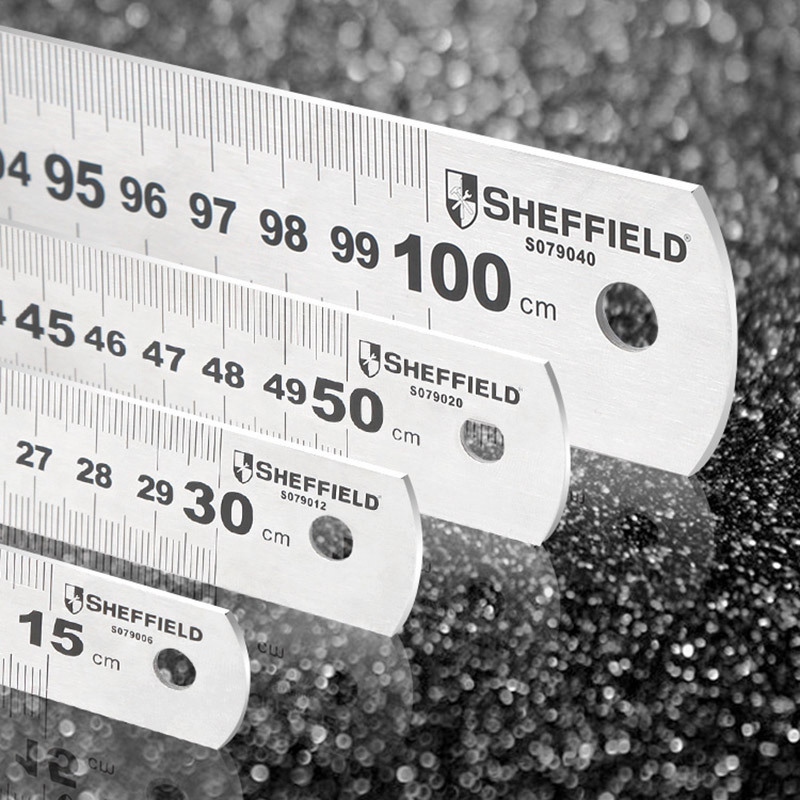 94 95 96 97 98 99 100 cm
SHEFFIELD®
S079040
45 46 47 48 49 50 cm
SHEFFIELD
S079020
27 28 29 30 cm
SHEFFIELD
S079012
15 cm
SHEFFIELD
S079006